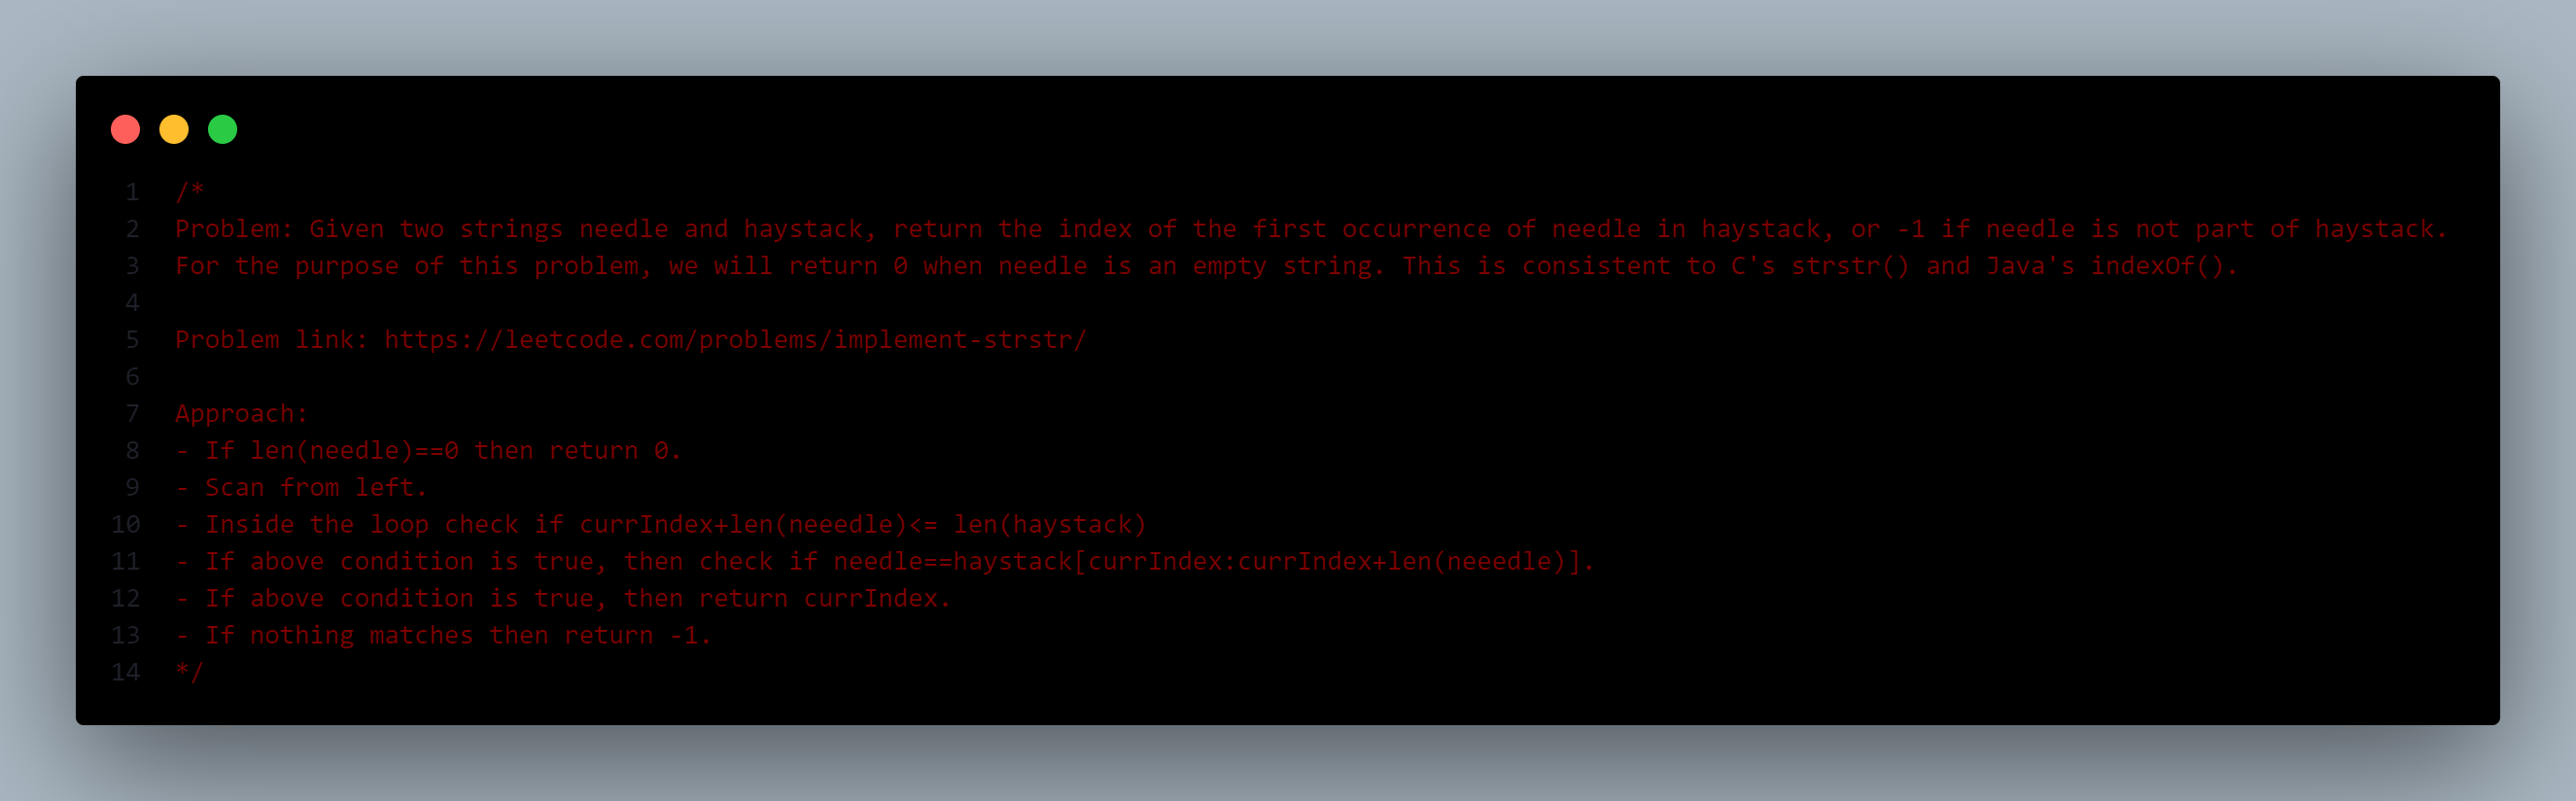 1 /*
2 Problem: Given two strings needle and haystack, return the index of the first occurrence of needle in haystack, or -1 if needle is not part of haystack.
3 For the purpose of this problem, we will return 0 when needle is an empty string. This is consistent to C's strstr() and Java's indexOf().
4
5 Problem link: https://leetcode.com/problems/implement-strstr/
6
7 Approach:
8 - If len(needle)==0 then return 0.
9 - Scan from left.
10 - Inside the loop check if currIndex+len(neeedle)<= len(haystack)
11 - If above condition is true, then check if needle==haystack[currIndex:currIndex+len(neeedle)].
12 - If above condition is true, then return currIndex.
13 - If nothing matches then return -1.
14 */